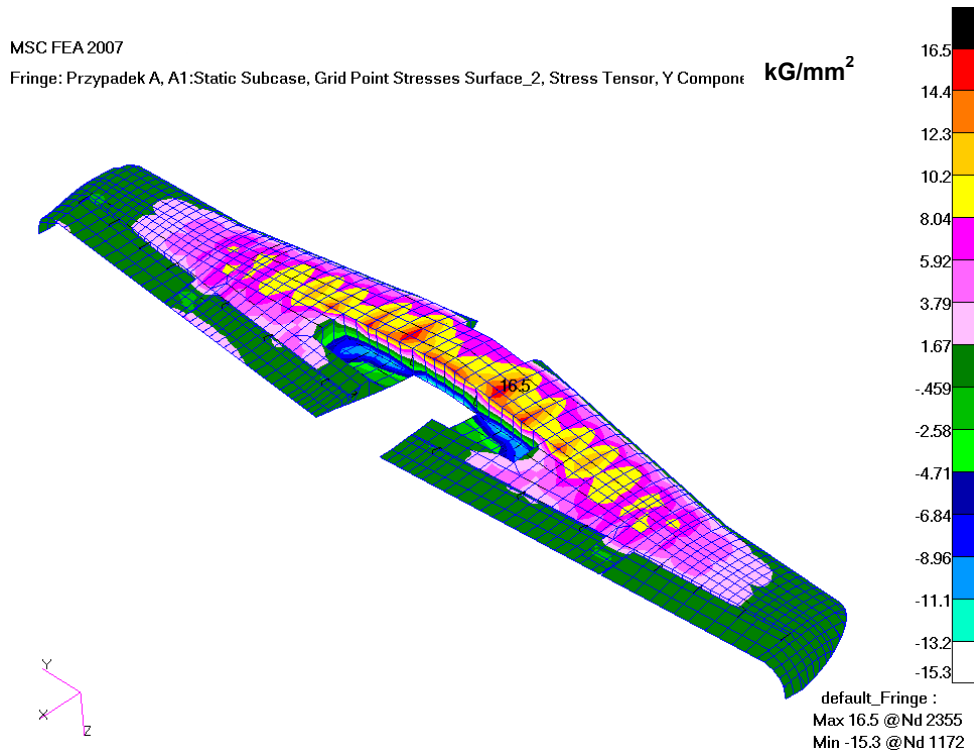 MSC FEA 2007
Fringe: Przypadek A, A1:Static Subcase, Grid Point Stresses Surface_2, Stress Tensor, Y Compone
kG/mm2
16.5
14.4
12.3
10.2
8.04
5.92
3.79
1.67
-.459
-2.58
-4.71
-6.84
-8.96
-11.1
-13.2
-15.3
16.5
Y
X
Z
default_Fringe :
Max 16.5 @Nd 2355
Min -15.3 @Nd 1172